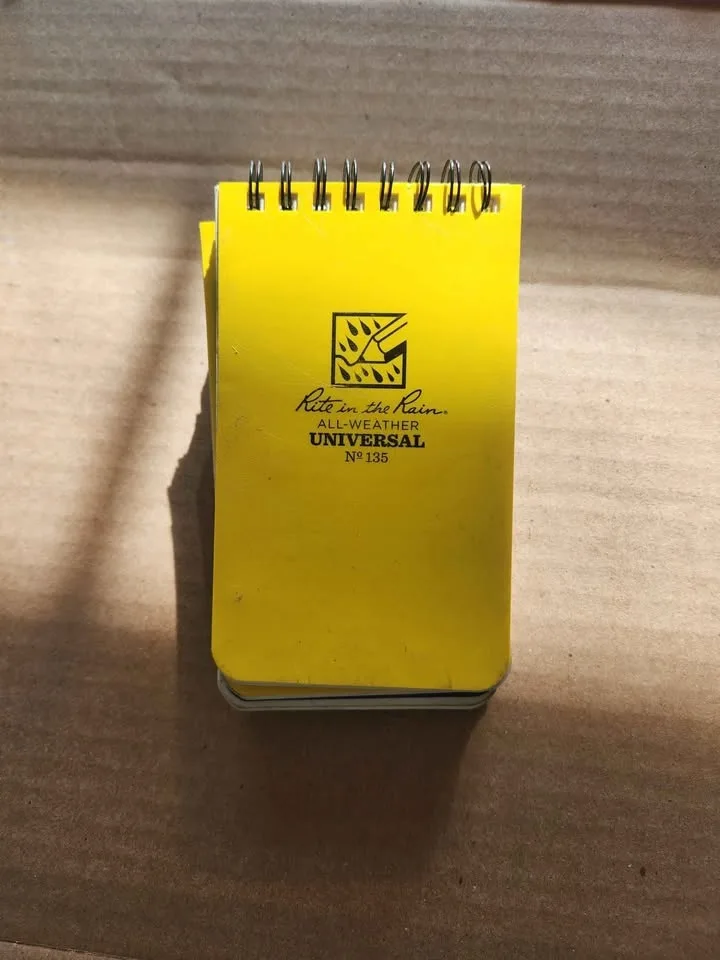 Rite in the Rain®
ALL-WEATHER
UNIVERSAL
Nº 135